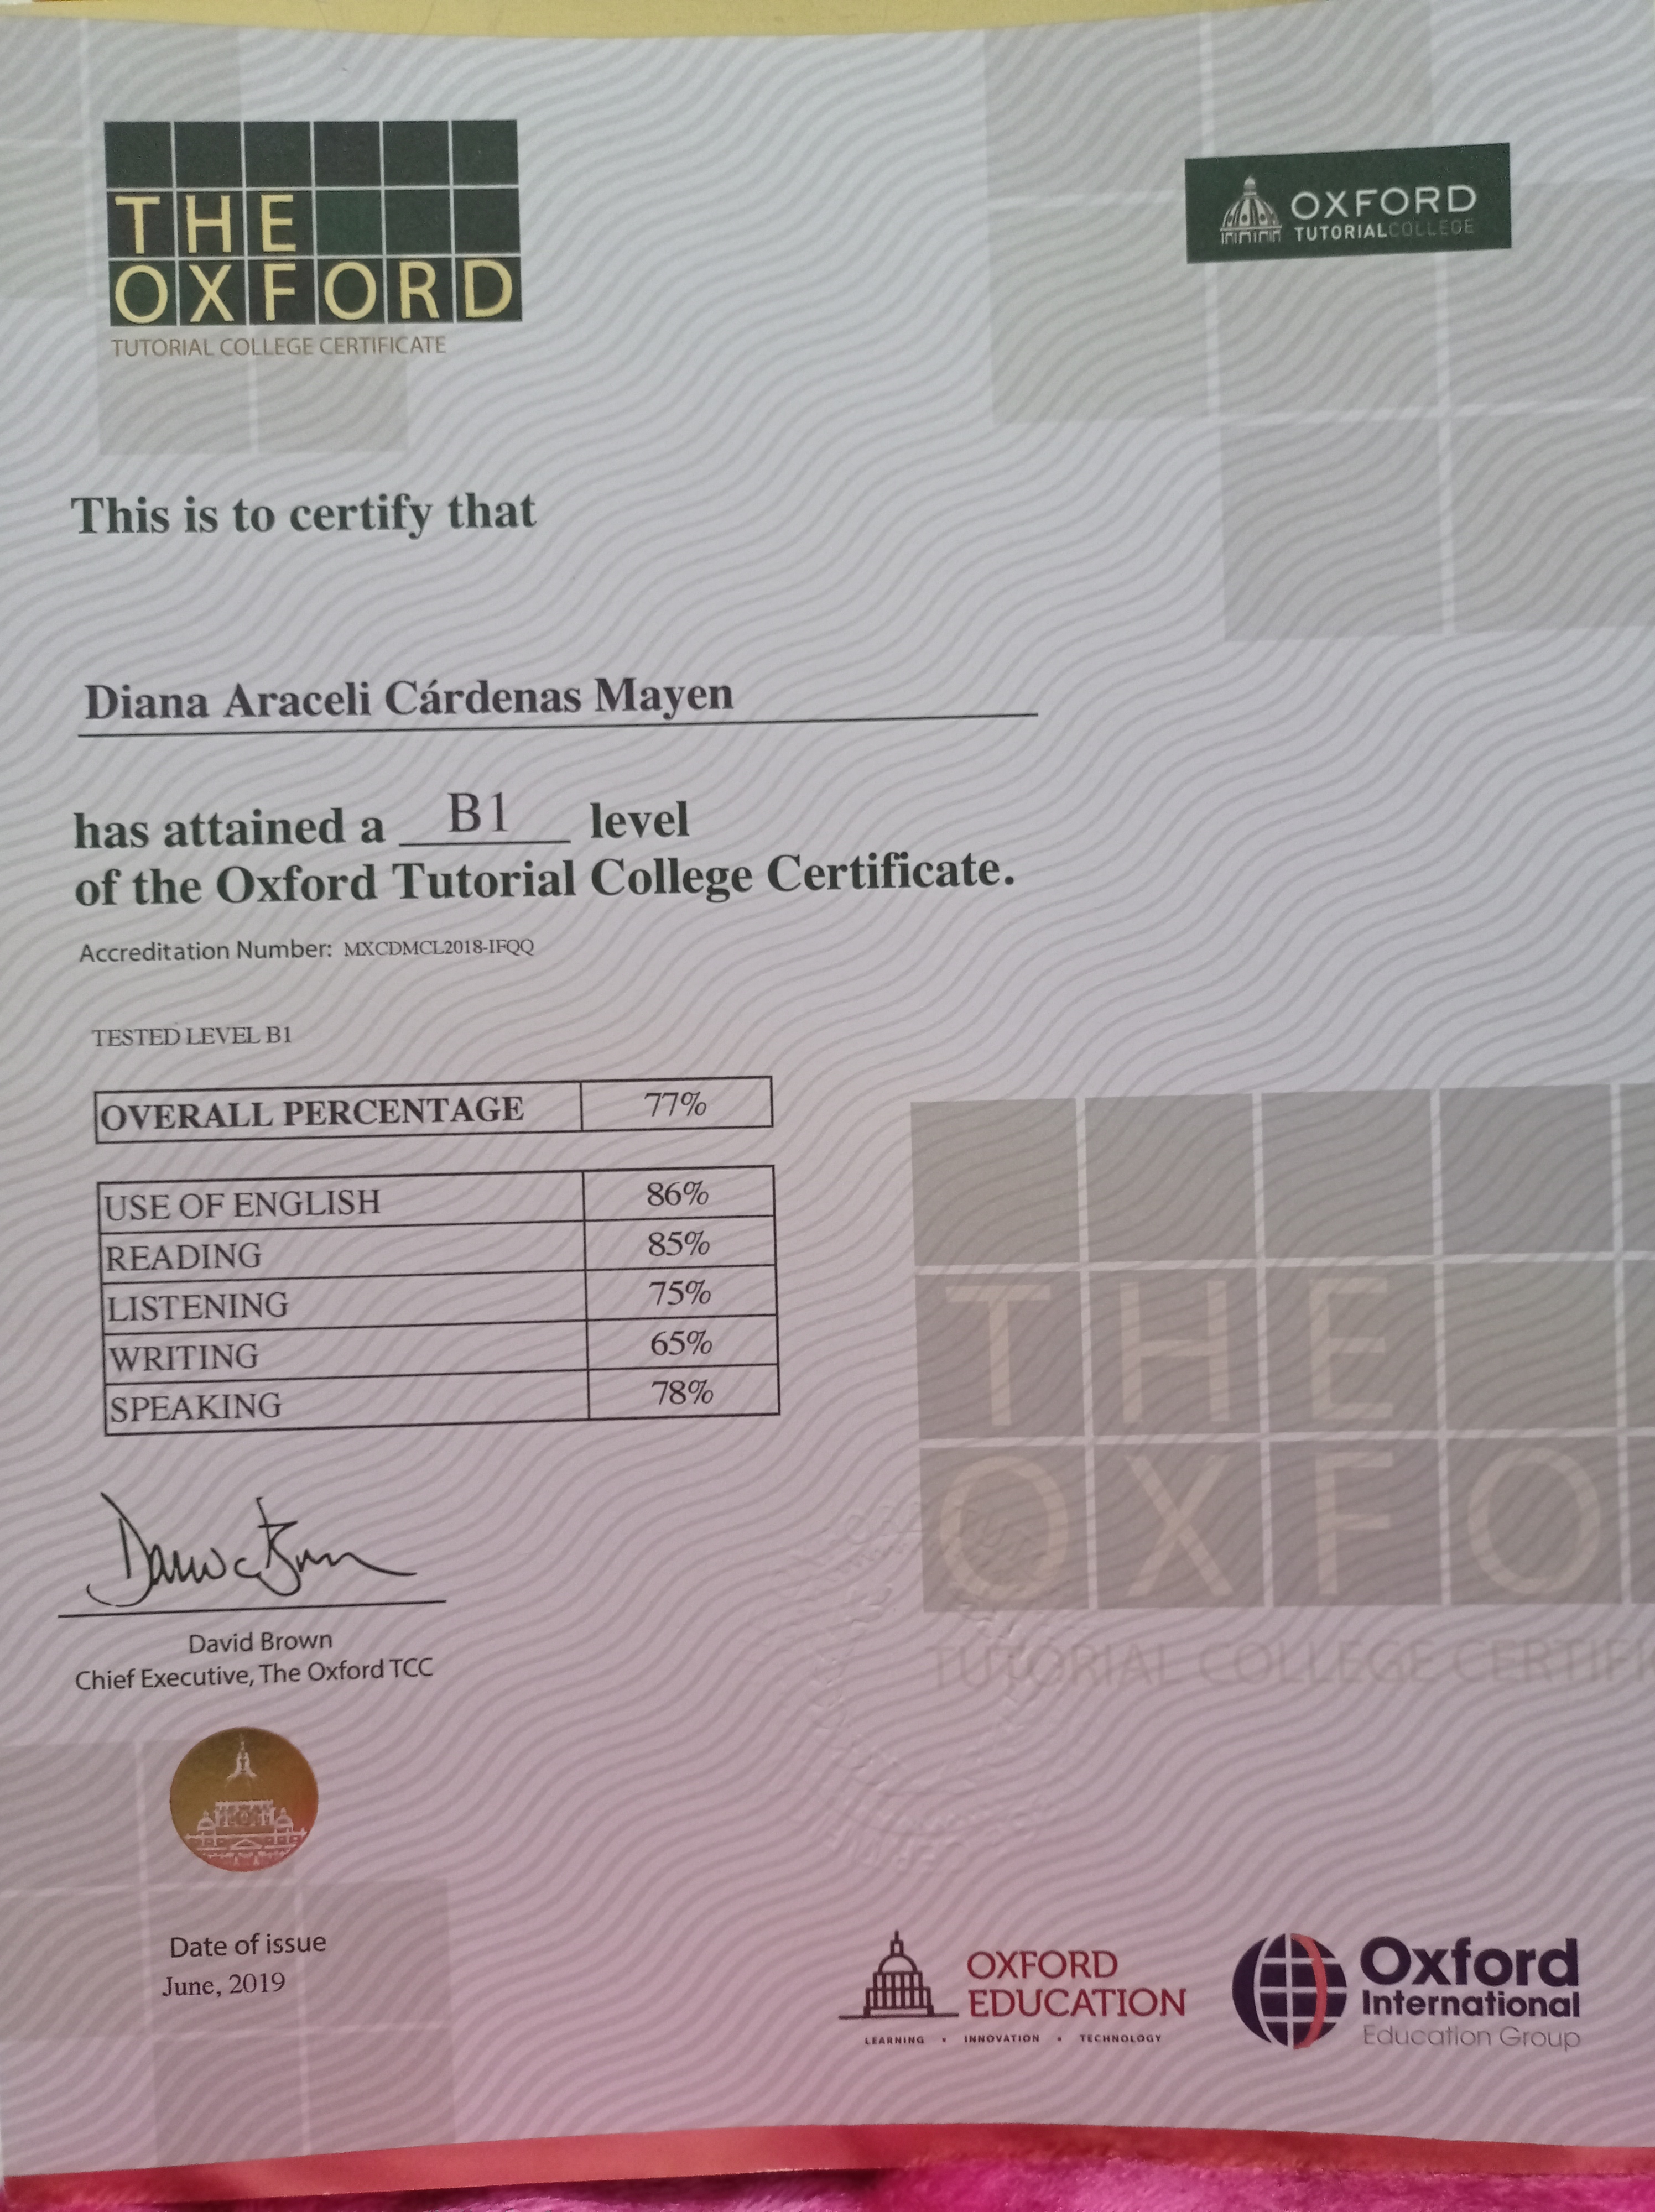 THE
OXFORD
TUTORIAL COLLEGE CERTIFICATE
OXFORD
TUTORIALCOLLEGE
This is to certify that
Diana Araceli Cárdenas Mayen
has attained a B1 level
of the Oxford Tutorial College Certificate.
Accreditation Number: MXCDMCL2018-IFQQ
TESTED LEVEL B1
OVERALL PERCENTAGE 77%
USE OF ENGLISH 86%
READING 85%
LISTENING 75%
WRITING 65%
SPEAKING 78%
THE
OXFO
TUTORIAL COLLEGE CERTIFI
David Brown
Chief Executive, The Oxford TCC
Date of issue
June, 2019
OXFORD
EDUCATION
LEARNING • INNOVATION • TECHNOLOGY
Oxford
International
Education Group